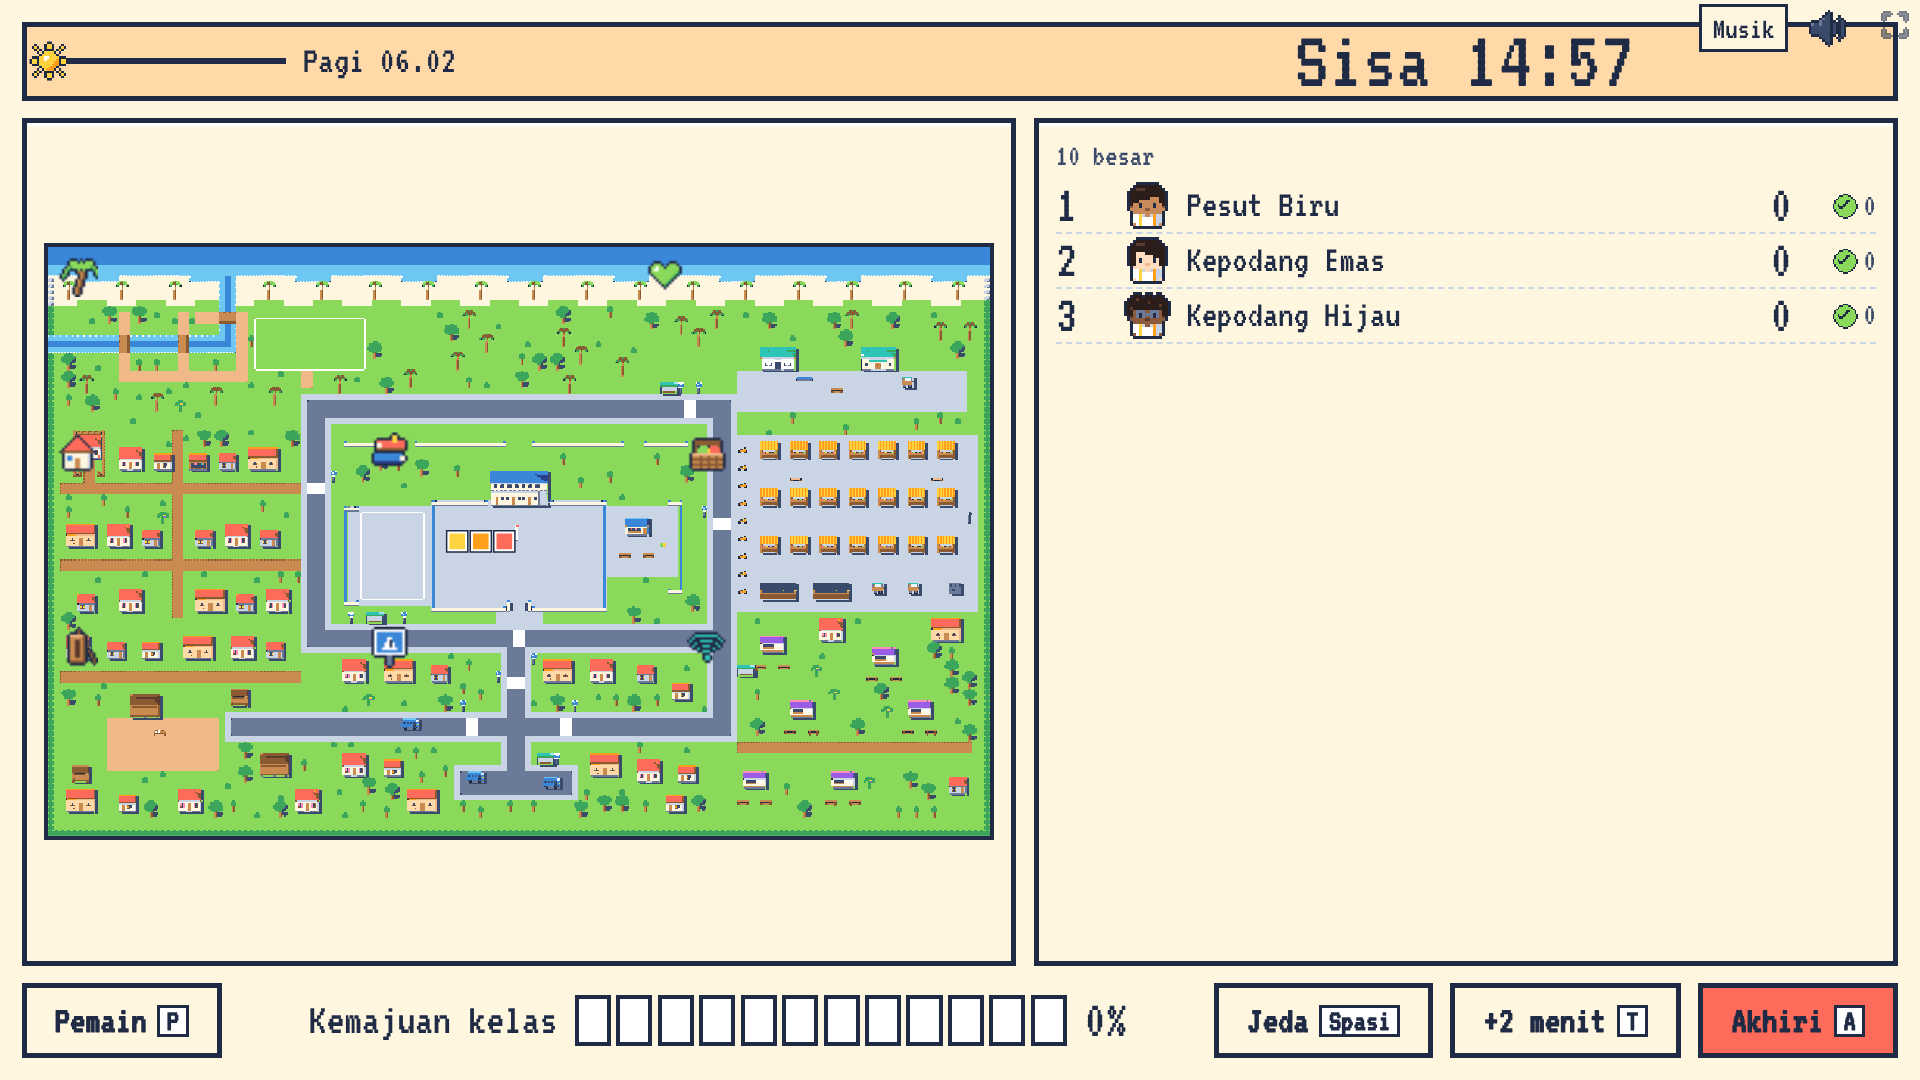 Musik
Pagi 06.02
Sisa 14:57
10 besar
1 Pesut Biru 0 0
2 Kepodang Emas 0 0
3 Kepodang Hijau 0 0
Pemain P
Kemajuan kelas 0%
Jeda Spasi
+2 menit T
Akhiri A